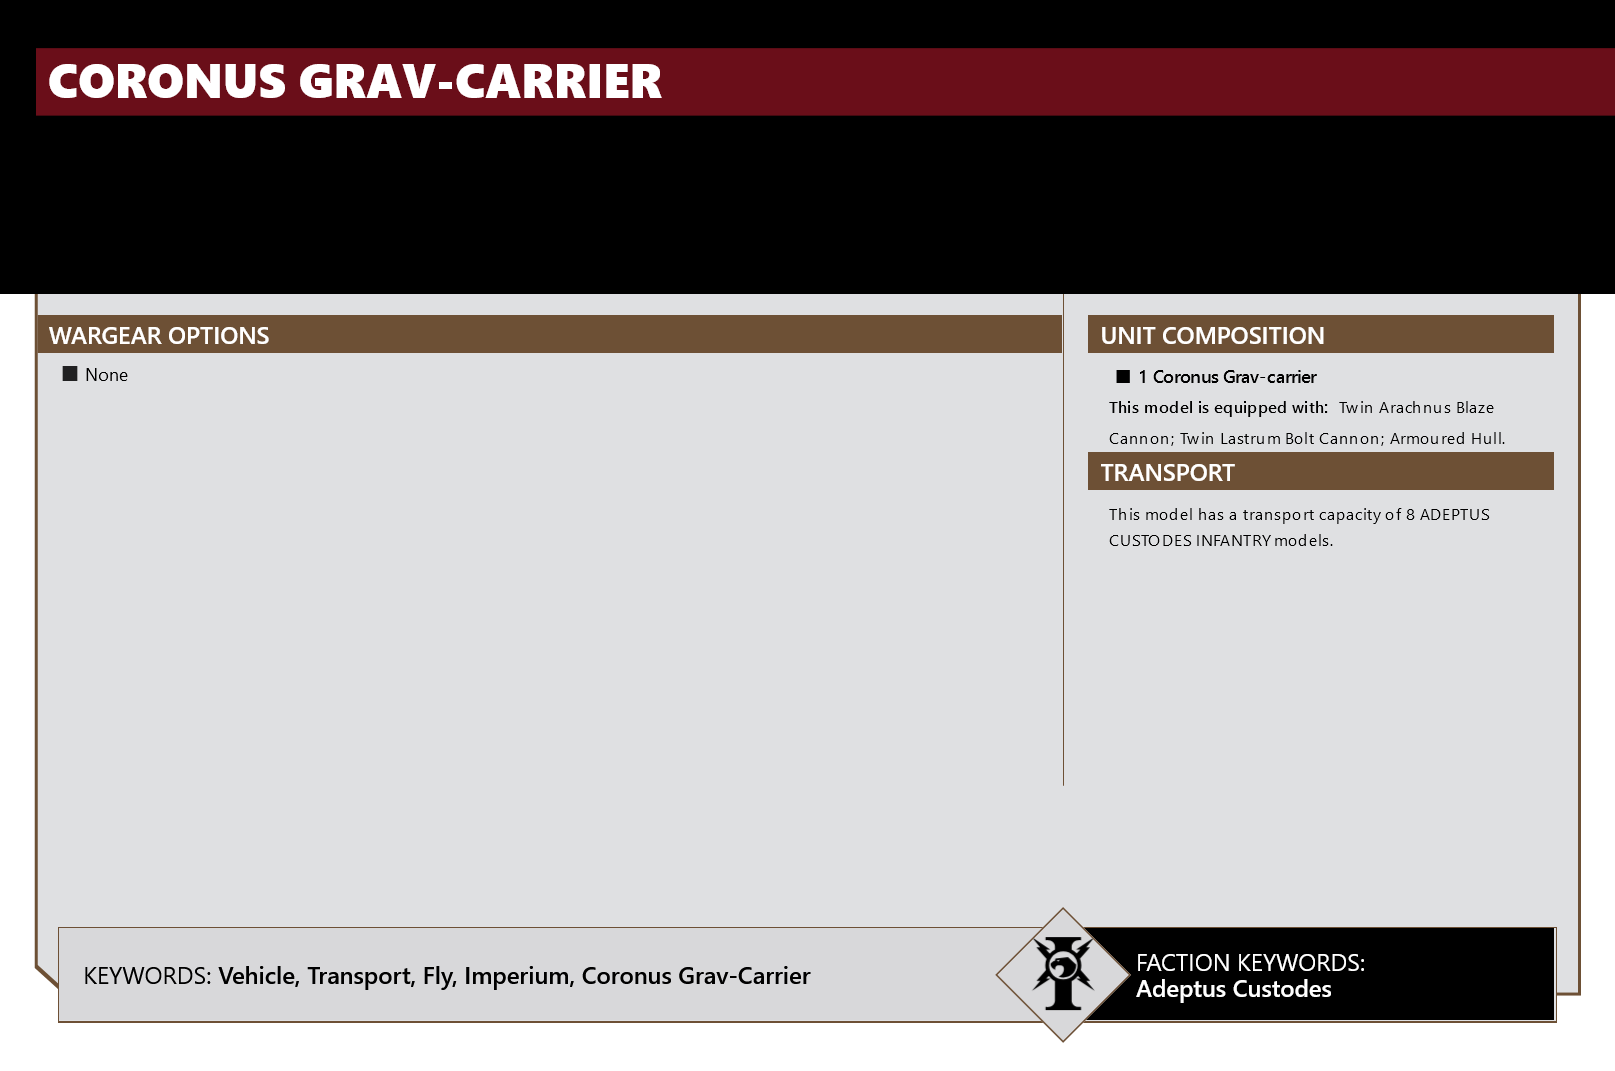 CORONUS GRAV-CARRIER
WARGEAR OPTIONS
■ None
UNIT COMPOSITION
■ 1 Coronus Grav-carrier
This model is equipped with: Twin Arachnus Blaze
Cannon; Twin Lastrum Bolt Cannon; Armoured Hull.
TRANSPORT
This model has a transport capacity of 8 ADEPTUS
CUSTODES INFANTRY models.
KEYWORDS: Vehicle, Transport, Fly, Imperium, Coronus Grav-Carrier
FACTION KEYWORDS:
Adeptus Custodes